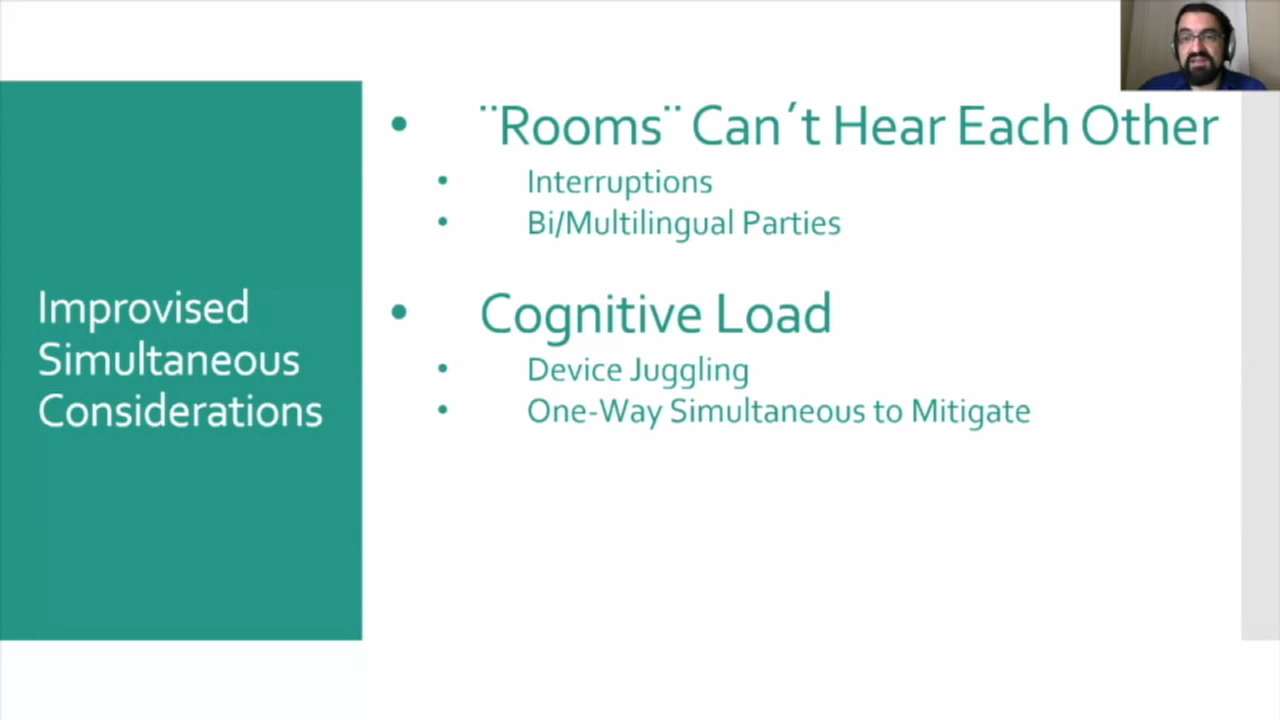 Improvised
Simultaneous
Considerations
• ¨Rooms¨ Can´t Hear Each Other
• Interruptions
• Bi/Multilingual Parties
• Cognitive Load
• Device Juggling
• One-Way Simultaneous to Mitigate